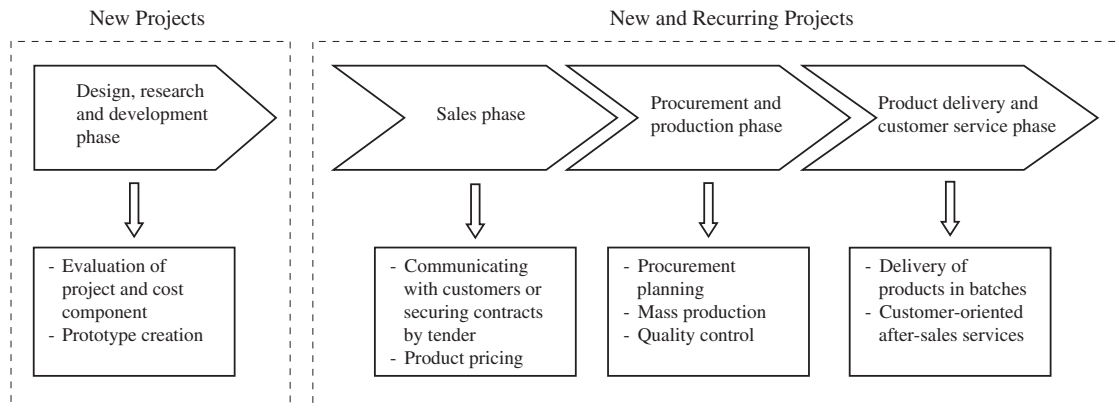 New Projects
New and Recurring Projects
Design, research
and development
phase
Sales phase
Procurement and
production phase
Product delivery and
customer service phase
- Evaluation of
project and cost
component
- Prototype creation
- Communicating
with customers or
securing contracts
by tender
- Product pricing
- Procurement
planning
- Mass production
- Quality control
- Delivery of
products in batches
- Customer-oriented
after-sales services